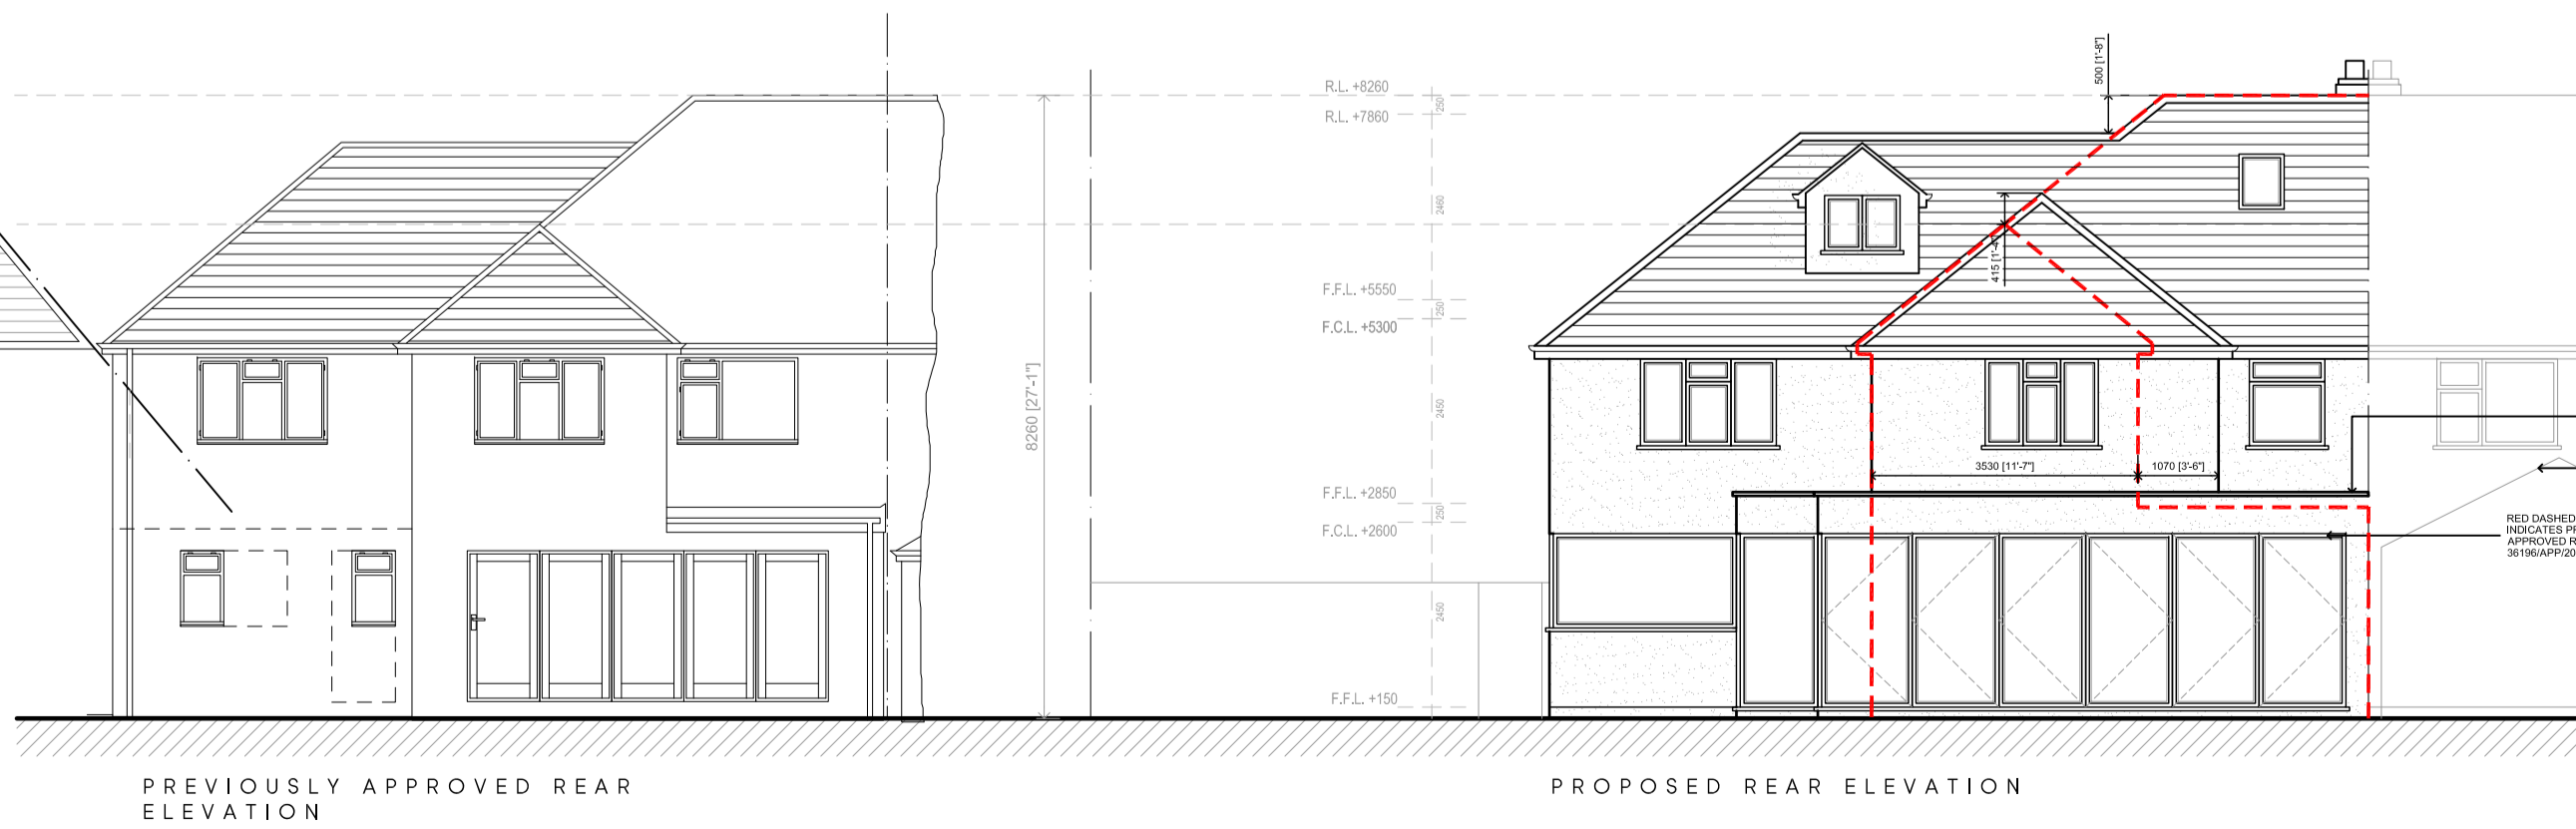 500 [1'-8"]
R.L. +8260
250
R.L. +7860
2460
415 [1'-4"]
F.F.L. +5550
250
F.C.L. +5300
8260 [27'-1"]
2450
3530 [11'-7"]
1070 [3'-6"]
F.F.L. +2850
250
F.C.L. +2600
RED DASHED
INDICATES
APPROVED
36196/APP/20
2450
F.F.L. +150
PREVIOUSLY APPROVED REAR
ELEVATION
PROPOSED REAR ELEVATION